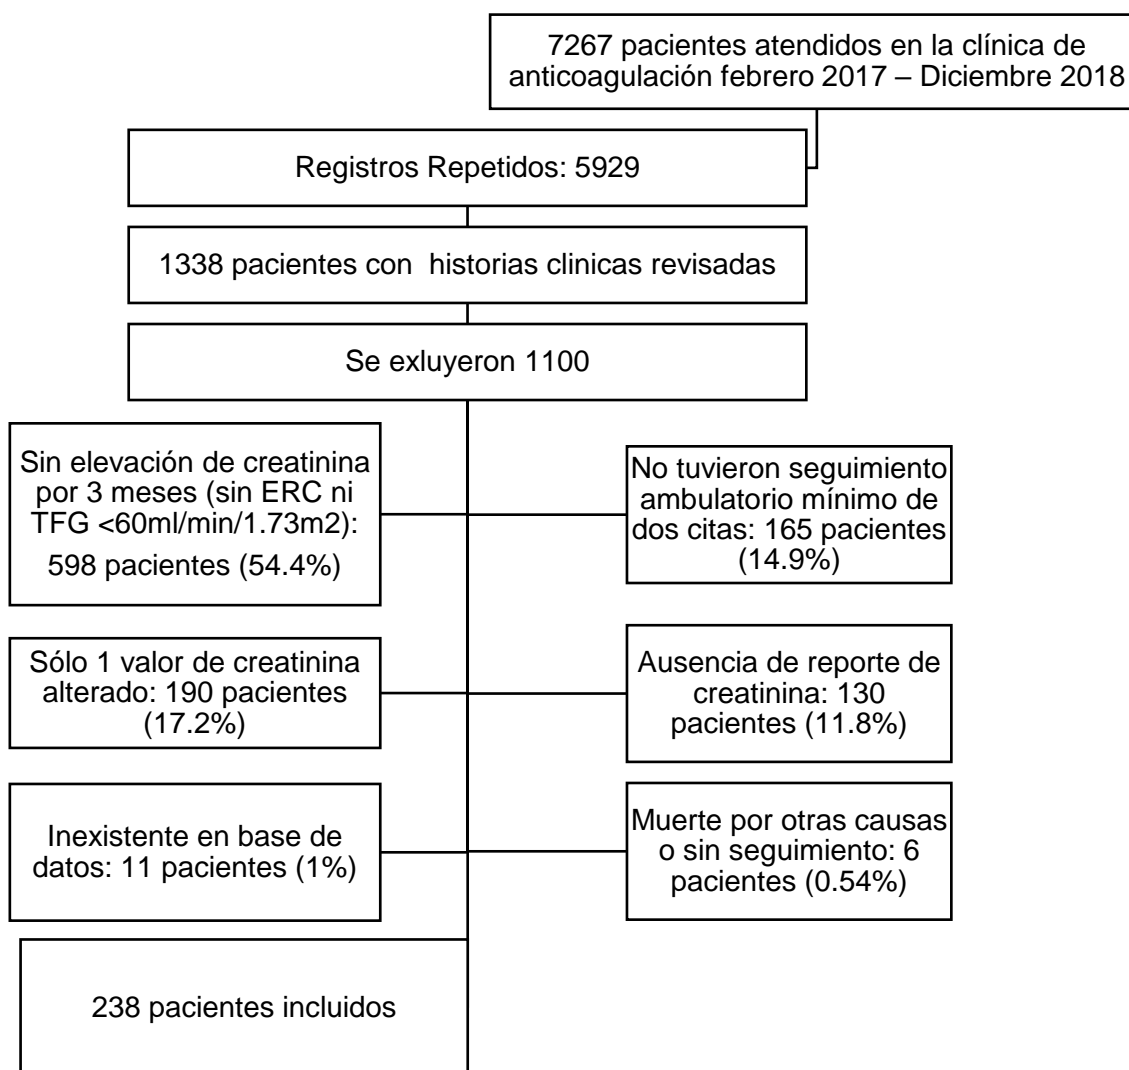 7267 pacientes atendidos en la clínica de
anticoagulación febrero 2017 – Diciembre 2018
Registros Repetidos: 5929
1338 pacientes con  historias clinicas revisadas
Se exluyeron 1100
Sin elevación de creatinina
por 3 meses (sin ERC ni
TFG <60ml/min/1.73m2):
598 pacientes (54.4%)
No tuvieron seguimiento
ambulatorio mínimo de
dos citas: 165 pacientes
(14.9%)
Sólo 1 valor de creatinina
alterado: 190 pacientes
(17.2%)
Ausencia de reporte de
creatinina: 130
pacientes (11.8%)
Inexistente en base de
datos: 11 pacientes (1%)
Muerte por otras causas
o sin seguimiento: 6
pacientes (0.54%)
238 pacientes incluidos